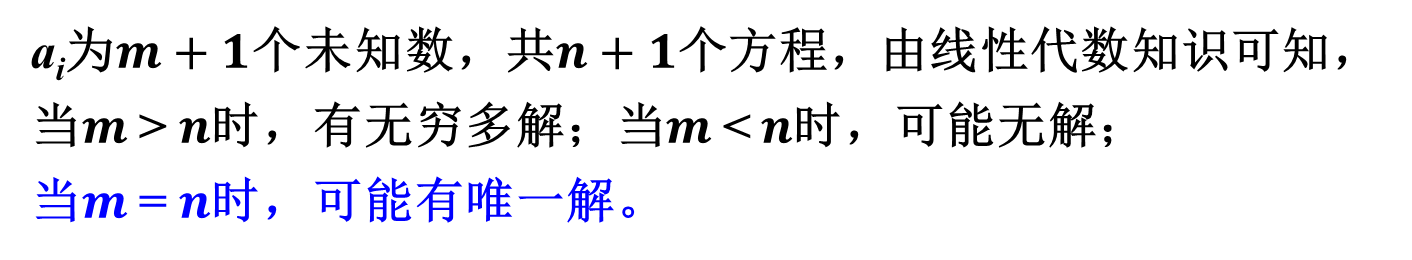 aᵢ为m + 1个未知数，共n + 1个方程，由线性代数知识可知，
当m > n时，有无穷多解；当m < n时，可能无解；
当m = n时，可能有唯一解。